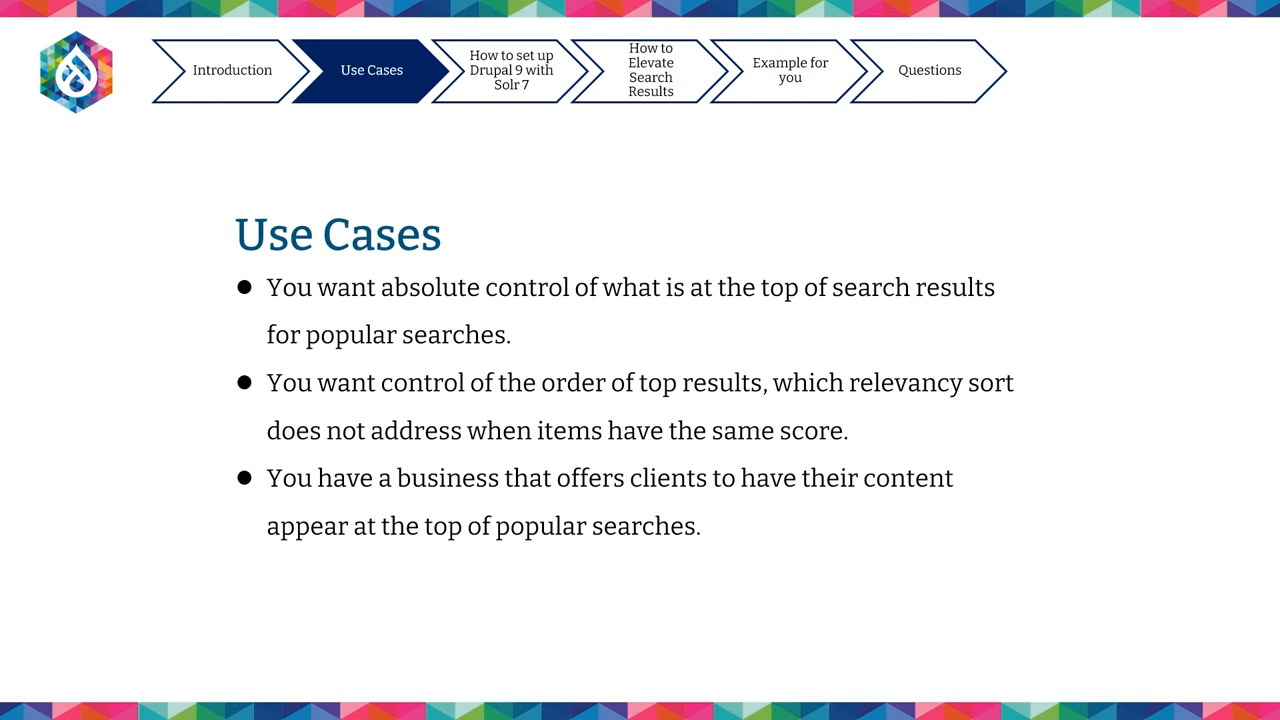 Introduction
Use Cases
How to set up
Drupal 9 with
Solr 7
How to
Elevate
Search
Results
Example for
you
Questions
Use Cases
● You want absolute control of what is at the top of search results
for popular searches.
● You want control of the order of top results, which relevancy sort
does not address when items have the same score.
● You have a business that offers clients to have their content
appear at the top of popular searches.